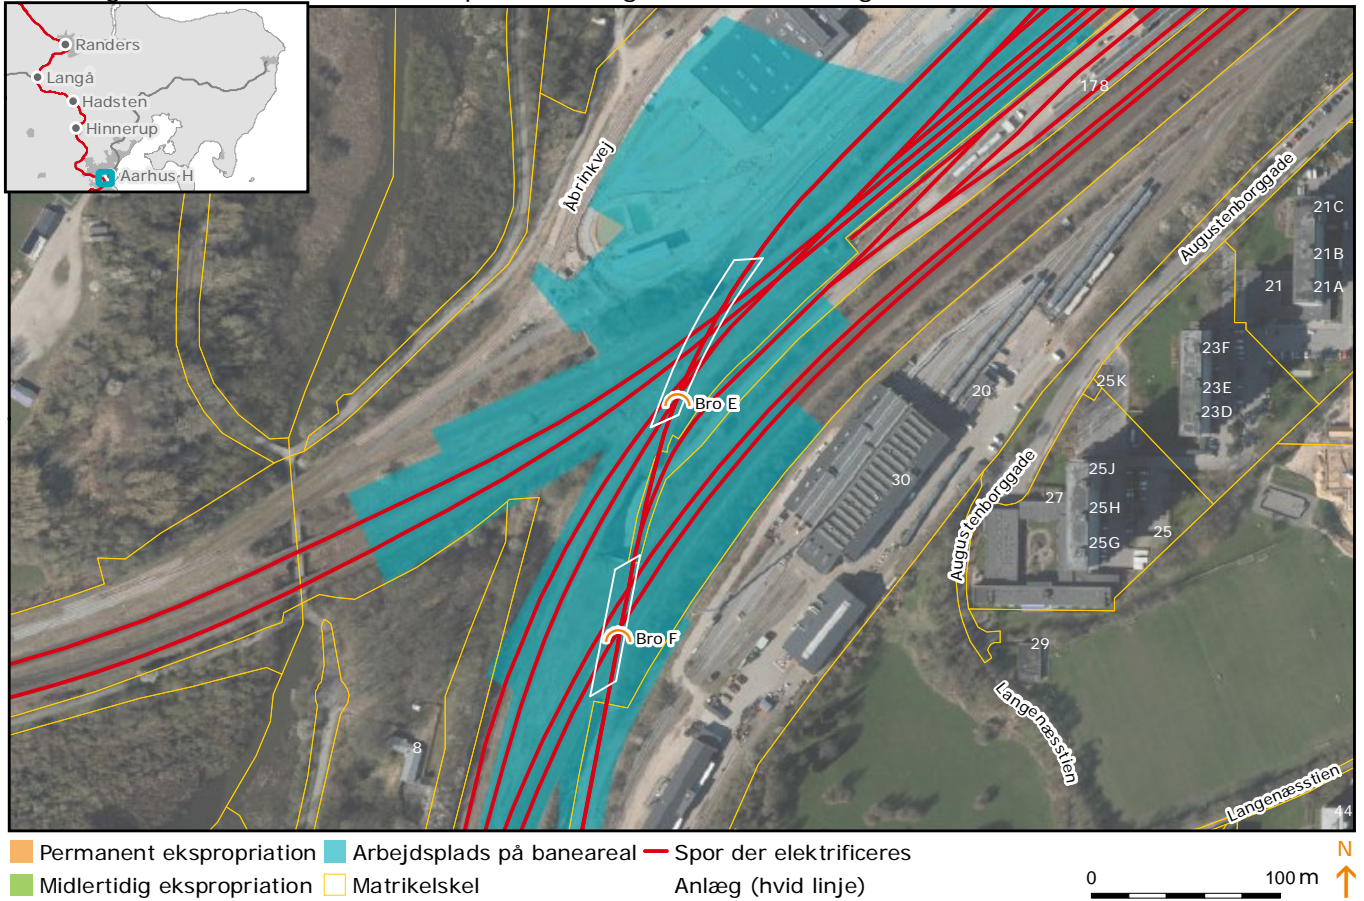 Randers
Langå
Hadsten
Hinnerup
Aarhus H
Åbrinkvej
178
Augustenborggade
21C
21B
21
21A
23F
25K
23E
20
23D
Bro E
25J
30
27
25H
Augustenborggade
25
25G
Bro F
29
Langenæsstien
8
Langenæsstien
44
Permanent ekspropriation
Arbejdsplads på baneareal
Spor der elektrificeres
N
Midlertidig ekspropriation
Matrikelskel
Anlæg (hvid linje)
0 100 m